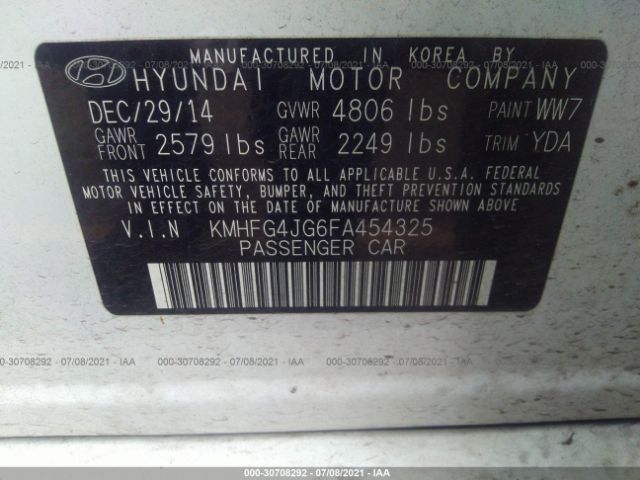 MANUFACTURED IN KOREA BY
HYUNDAI MOTOR COMPANY
DEC/29/14 GVWR 4806 lbs PAINT WW7
GAWR FRONT 2579 lbs GAWR REAR 2249 lbs TRIM YDA
THIS VEHICLE CONFORMS TO ALL APPLICABLE U.S.A. FEDERAL
MOTOR VEHICLE SAFETY, BUMPER, AND THEFT PREVENTION STANDARDS
IN EFFECT ON THE DATE OF MANUFACTURE SHOWN ABOVE
V.I.N KMHFG4JG6FA454325
PASSENGER CAR
000-30708292 - 07/08/2021 - IAA